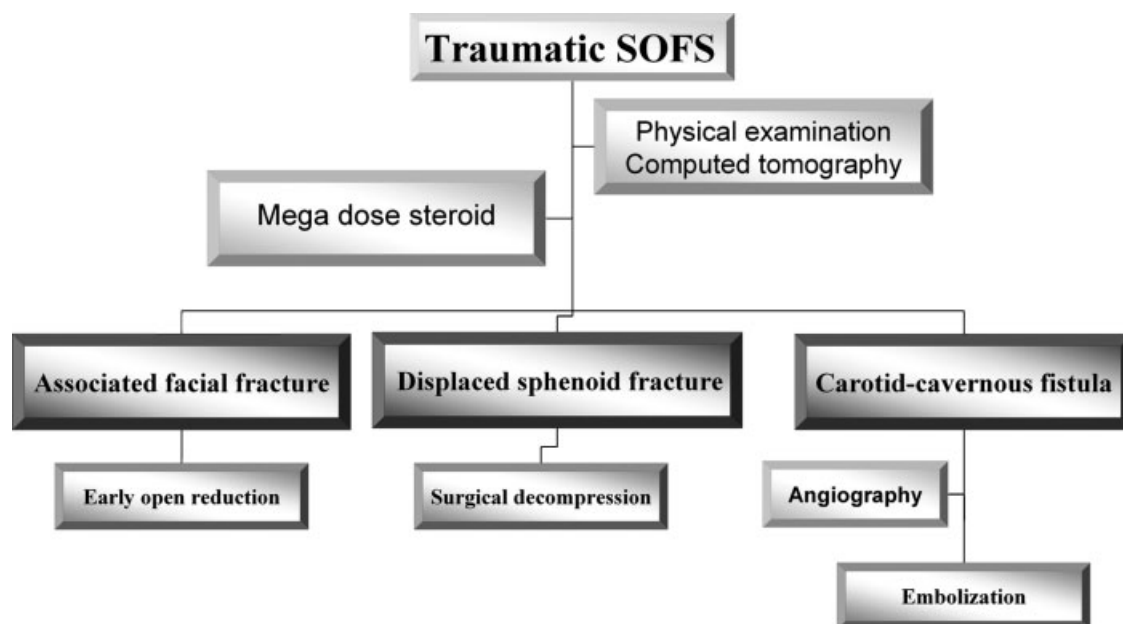 Traumatic SOFS
Physical examination
Computed tomography
Mega dose steroid
Associated facial fracture
Displaced sphenoid fracture
Carotid-cavernous fistula
Early open reduction
Surgical decompression
Angiography
Embolization